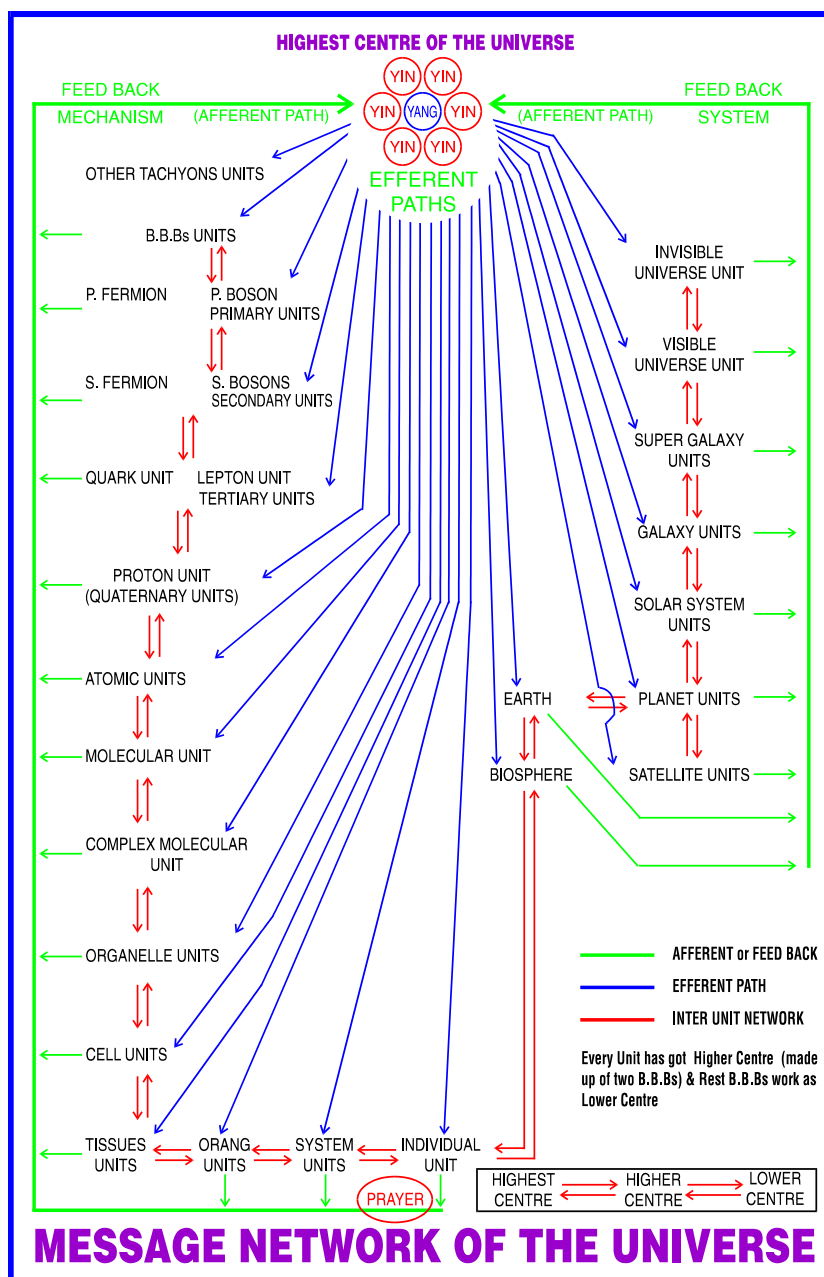 HIGHEST CENTRE OF THE UNIVERSE
YIN YIN
YIN YANG YIN
YIN YIN
FEED BACK
MECHANISM (AFFERENT PATH)
FEED BACK
(AFFERENT PATH) SYSTEM
EFFERENT
PATHS
OTHER TACHYONS UNITS
B.B.Bs UNITS
P. FERMION P. BOSON
PRIMARY UNITS
S. FERMION S. BOSONS
SECONDARY UNITS
QUARK UNIT LEPTON UNIT
TERTIARY UNITS
PROTON UNIT
(QUATERNARY UNITS)
ATOMIC UNITS
MOLECULAR UNIT
COMPLEX MOLECULAR
UNIT
ORGANELLE UNITS
CELL UNITS
TISSUES
UNITS
ORANG
UNITS
SYSTEM
UNITS
INDIVIDUAL
UNIT
INVISIBLE
UNIVERSE UNIT
VISIBLE
UNIVERSE UNIT
SUPER GALAXY
UNITS
GALAXY UNITS
SOLAR SYSTEM
UNITS
EARTH
PLANET UNITS
BIOSPHERE
SATELLITE UNITS
AFFERENT or FEED BACK
EFFERENT PATH
INTER UNIT NETWORK
Every Unit has got Higher Centre (made
up of two B.B.Bs) & Rest B.B.Bs work as
Lower Centre
HIGHEST
CENTRE
HIGHER
CENTRE
LOWER
CENTRE
PRAYER
MESSAGE NETWORK OF THE UNIVERSE